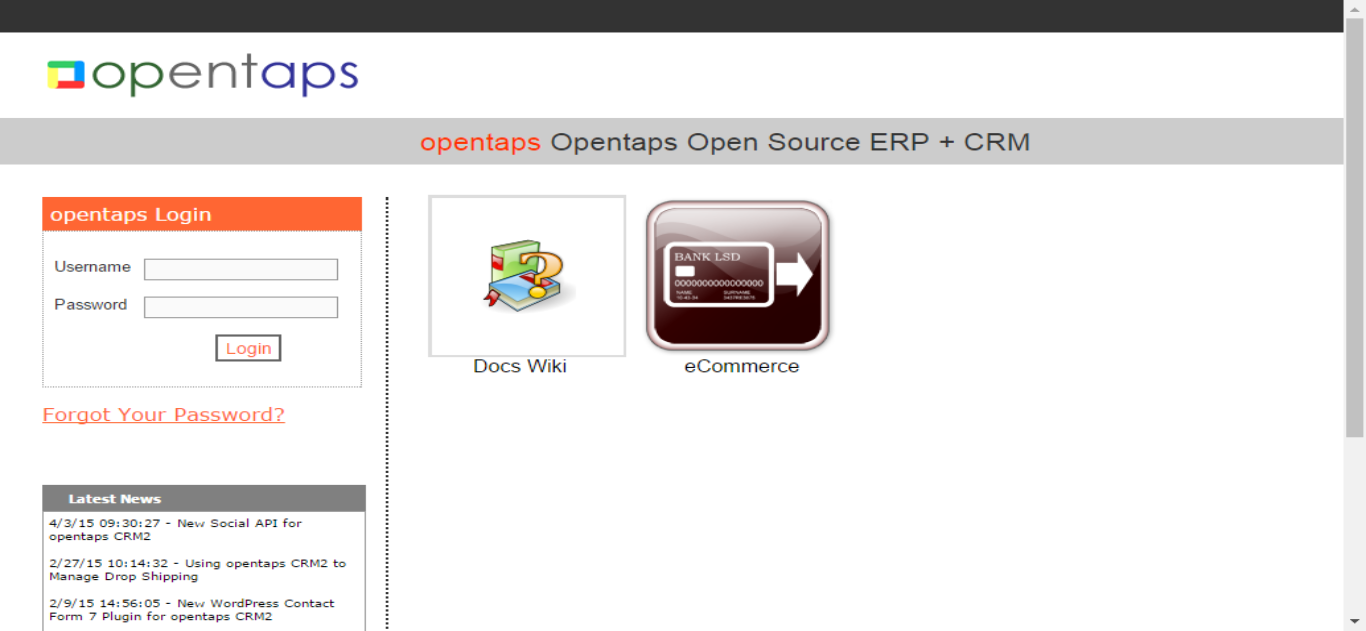 opentaps
opentaps Opentaps Open Source ERP + CRM
opentaps Login
Username
Password
Login
Forgot Your Password?
Docs Wiki
BANK LSD
0000000000000000
NAME
SURNAME
eCommerce
Latest News
4/3/15 09:30:27 - New Social API for
opentaps CRM2
2/27/15 10:14:32 - Using opentaps CRM2 to
Manage Drop Shipping
2/9/15 14:56:05 - New WordPress Contact
Form 7 Plugin for opentaps CRM2